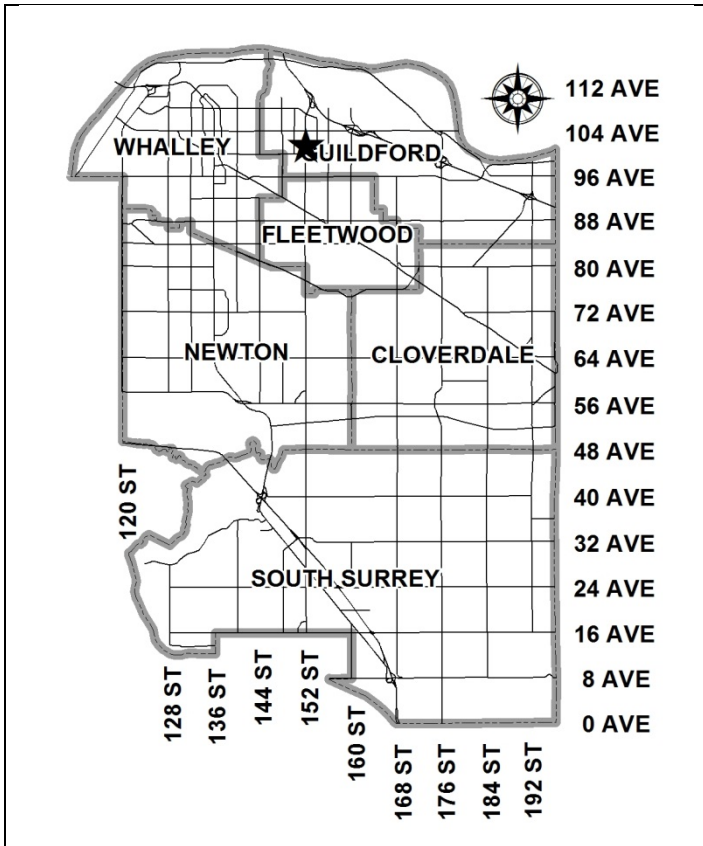 112 AVE
104 AVE
WHALLEY
GUILDFORD
96 AVE
88 AVE
FLEETWOOD
80 AVE
72 AVE
NEWTON
CLOVERDALE
64 AVE
56 AVE
48 AVE
120 ST
40 AVE
32 AVE
SOUTH SURREY
24 AVE
16 AVE
8 AVE
0 AVE
128 ST
136 ST
144 ST
152 ST
160 ST
168 ST
176 ST
184 ST
192 ST